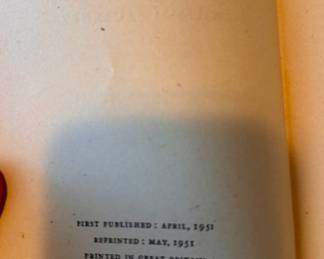 FIRST PUBLISHED : APRIL, 1951
REPRINTED : MAY, 1951
PRINTED IN GREAT